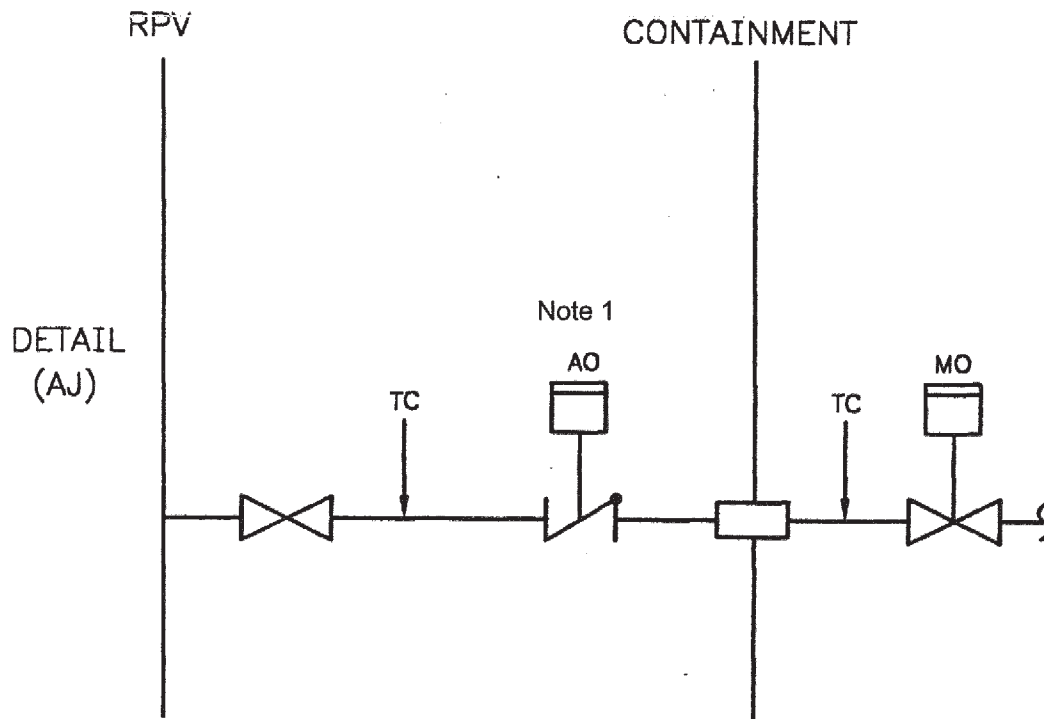 RPV
CONTAINMENT
Note 1
DETAIL
(AJ)
AO
MO
TC
TC